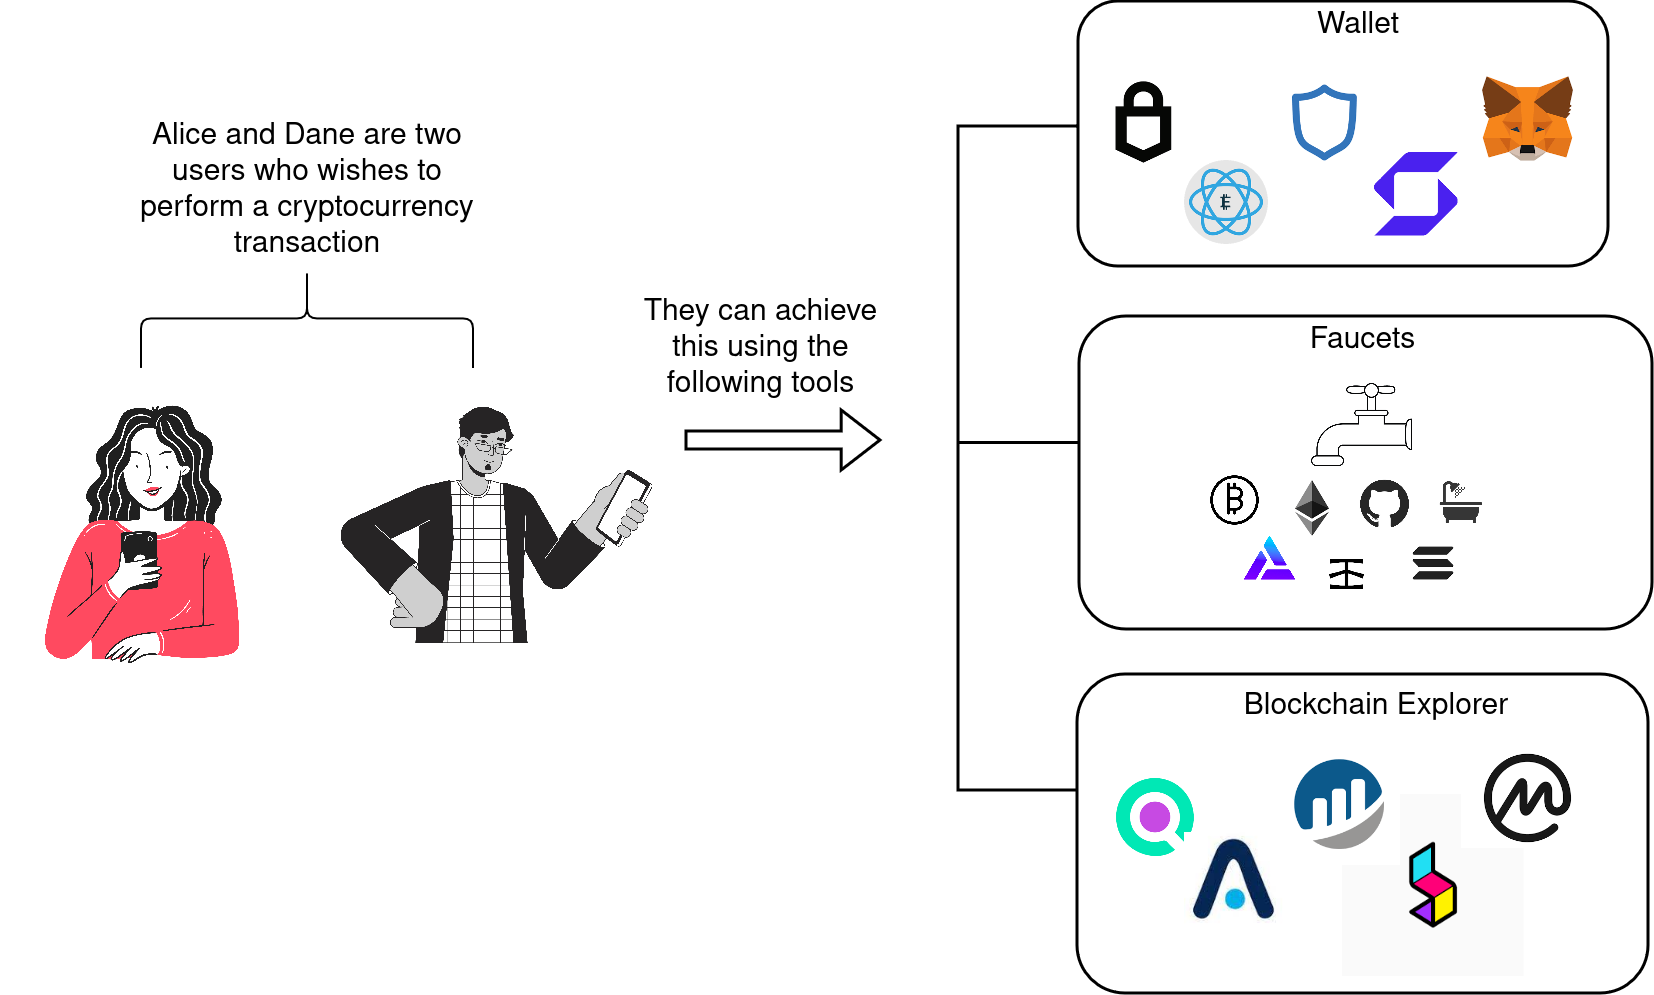 Alice and Dane are two
users who wishes to
perform a cryptocurrency
transaction
They can achieve
this using the
following tools
Wallet
Faucets
Blockchain Explorer